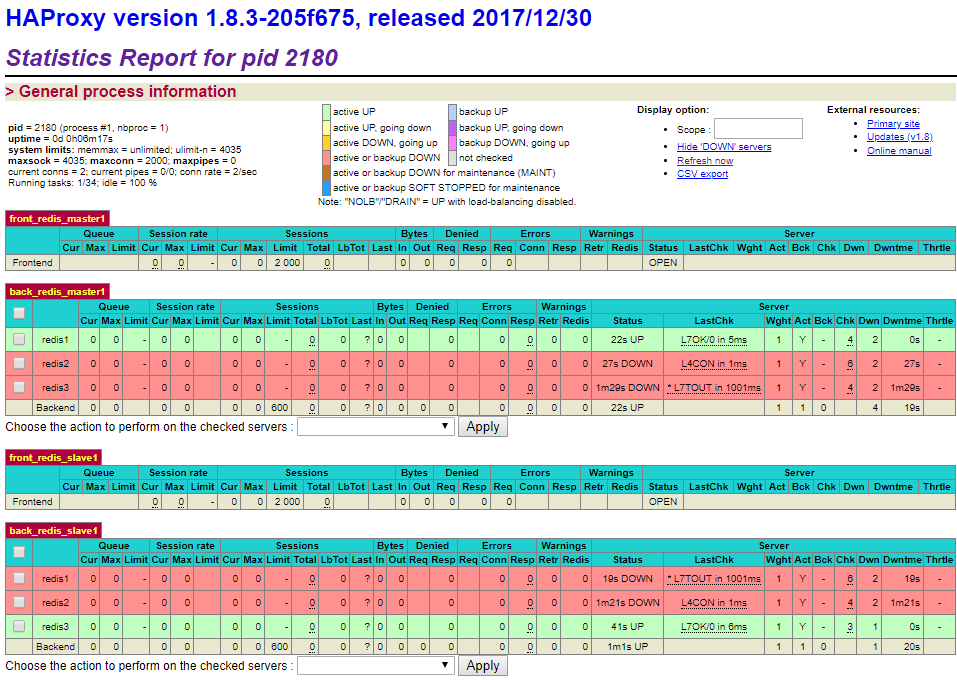 HAProxy version 1.8.3-205f675, released 2017/12/30
Statistics Report for pid 2180
> General process information
pid = 2180 (process #1, nbproc = 1)
uptime = 0d 0h06m17s
system limits: memmax = unlimited; ulimit-n = 4035
maxsock = 4035; maxconn = 2000; maxpipes = 0
current conns = 2; current pipes = 0/0; conn rate = 2/sec
Running tasks: 1/34; idle = 100 %
active UP backup UP
active UP, going down backup UP, going down
active DOWN, going up backup DOWN, going up
active or backup DOWN not checked
active or backup DOWN for maintenance (MAINT)
active or backup SOFT STOPPED for maintenance
Note: "NOLB"/"DRAIN" = UP with load-balancing disabled.
Display option:
• Scope :
• Hide 'DOWN' servers
• Refresh now
• CSV export
External resources:
• Primary site
• Updates (v1.8)
• Online manual
front_redis_master1
Queue Session rate Sessions Bytes Denied Errors Warnings Server
Cur Max Limit Cur Max Limit Cur Max Limit Total LbTot Last In Out Req Resp Req Conn Resp Retr Redis Status LastChk Wght Act Bck Chk Dwn Dwntme Thrtle
Frontend 0 0 - 0 0 2 000 0 0 0 0 0 0 OPEN
back_redis_master1
Queue Session rate Sessions Bytes Denied Errors Warnings Server
Cur Max Limit Cur Max Limit Cur Max Limit Total LbTot Last In Out Req Resp Req Conn Resp Retr Redis Status LastChk Wght Act Bck Chk Dwn Dwntme Thrtle
redis1 0 0 - 0 0 0 0 - 0 0 ? 0 0 0 0 0 0 0 22s UP L7OK/0 in 5ms 1 Y - 4 2 0s -
redis2 0 0 - 0 0 0 0 - 0 0 ? 0 0 0 0 0 0 0 27s DOWN L4CON in 1ms 1 Y - 6 2 27s -
redis3 0 0 - 0 0 0 0 - 0 0 ? 0 0 0 0 0 0 0 1m29s DOWN * L7TOUT in 1001ms 1 Y - 4 2 1m29s -
Backend 0 0 0 0 0 0 600 0 0 ? 0 0 0 0 0 0 0 0 22s UP 1 1 0 4 19s
Choose the action to perform on the checked servers : Apply
front_redis_slave1
Queue Session rate Sessions Bytes Denied Errors Warnings Server
Cur Max Limit Cur Max Limit Cur Max Limit Total LbTot Last In Out Req Resp Req Conn Resp Retr Redis Status LastChk Wght Act Bck Chk Dwn Dwntme Thrtle
Frontend 0 0 - 0 0 2 000 0 0 0 0 0 0 OPEN
back_redis_slave1
Queue Session rate Sessions Bytes Denied Errors Warnings Server
Cur Max Limit Cur Max Limit Cur Max Limit Total LbTot Last In Out Req Resp Req Conn Resp Retr Redis Status LastChk Wght Act Bck Chk Dwn Dwntme Thrtle
redis1 0 0 - 0 0 0 0 - 0 0 ? 0 0 0 0 0 0 0 19s DOWN * L7TOUT in 1001ms 1 Y - 6 2 19s -
redis2 0 0 - 0 0 0 0 - 0 0 ? 0 0 0 0 0 0 0 1m21s DOWN L4CON in 1ms 1 Y - 4 2 1m21s -
redis3 0 0 - 0 0 0 0 - 0 0 ? 0 0 0 0 0 0 0 41s UP L7OK/0 in 6ms 1 Y - 3 1 0s -
Backend 0 0 0 0 0 0 600 0 0 ? 0 0 0 0 0 0 0 0 1m1s UP 1 1 0 1 20s
Choose the action to perform on the checked servers : Apply